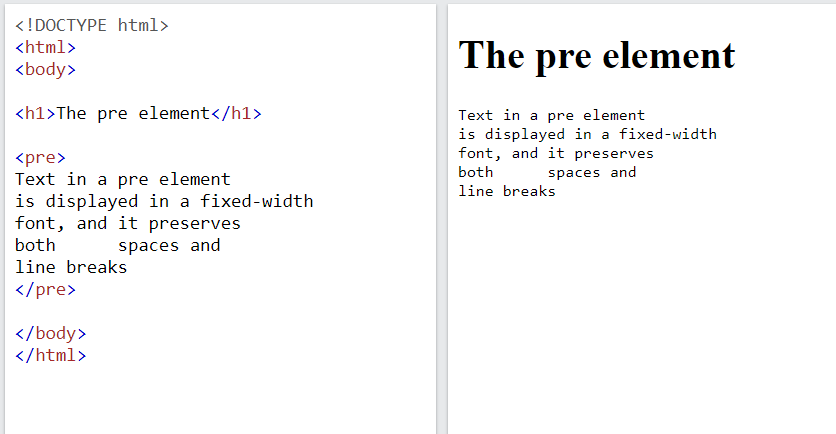 <!DOCTYPE html>
<html>
<body>
<h1>The pre element</h1>
<pre>
Text in a pre element
is displayed in a fixed-width
font, and it preserves
both      spaces and
line breaks
</pre>
</body>
</html>
The pre element
Text in a pre element
is displayed in a fixed-width
font, and it preserves
both      spaces and
line breaks